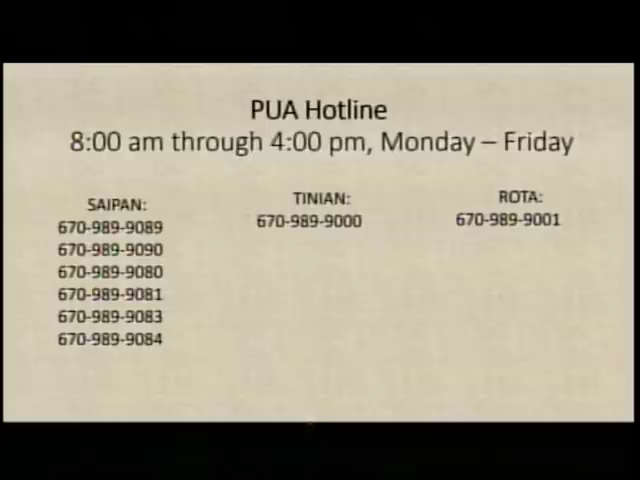 PUA Hotline
8:00 am through 4:00 pm, Monday – Friday
SAIPAN:
670-989-9089
670-989-9090
670-989-9080
670-989-9081
670-989-9083
670-989-9084
TINIAN:
670-989-9000
ROTA:
670-989-9001